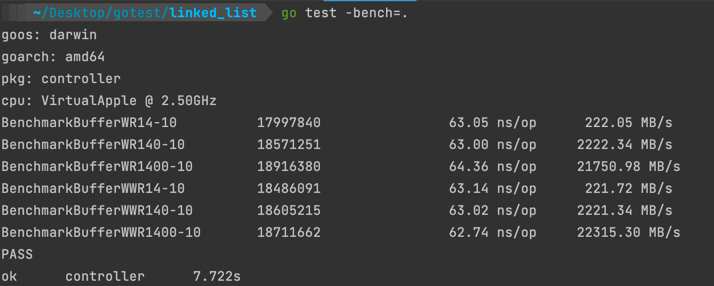 ~/Desktop/gotest/linked_list go test -bench=.
goos: darwin
goarch: amd64
pkg: controller
cpu: VirtualApple @ 2.50GHz
BenchmarkBufferWR14-10 17997840 63.05 ns/op 222.05 MB/s
BenchmarkBufferWR140-10 18571251 63.00 ns/op 2222.34 MB/s
BenchmarkBufferWR1400-10 18916380 64.36 ns/op 21750.98 MB/s
BenchmarkBufferWWR14-10 18486091 63.14 ns/op 221.72 MB/s
BenchmarkBufferWWR140-10 18605215 63.02 ns/op 2221.34 MB/s
BenchmarkBufferWWR1400-10 18711662 62.74 ns/op 22315.30 MB/s
PASS
ok controller 7.722s